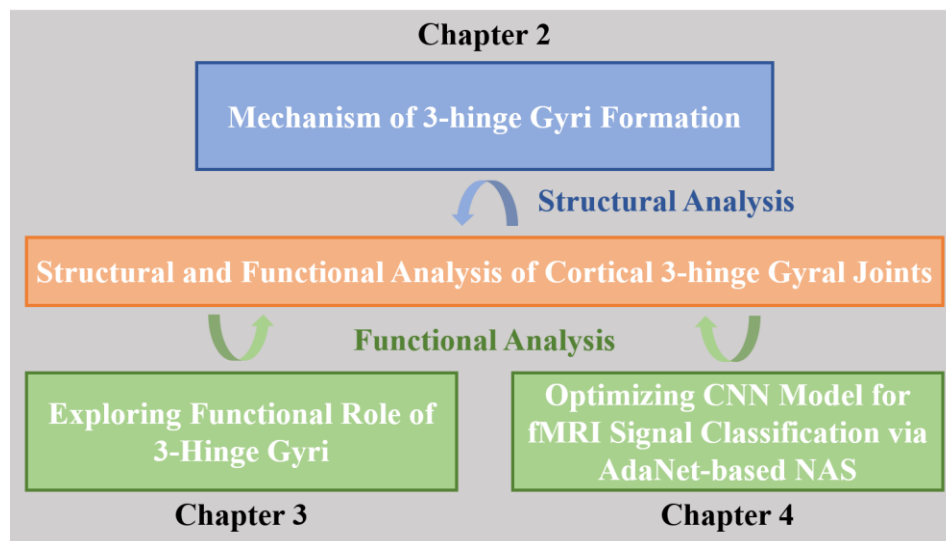 Chapter 2
Mechanism of 3-hinge Gyri Formation
Structural Analysis
Structural and Functional Analysis of Cortical 3-hinge Gyral Joints
Functional Analysis
Exploring Functional Role of
3-Hinge Gyri
Optimizing CNN Model for
fMRI Signal Classification via
AdaNet-based NAS
Chapter 3
Chapter 4